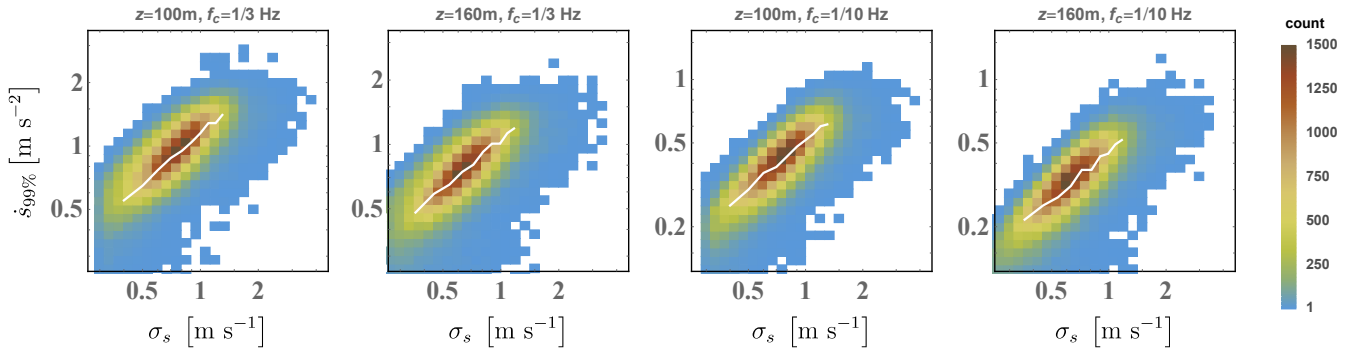 z=100m, f_c=1/3 Hz
z=160m, f_c=1/3 Hz
z=100m, f_c=1/10 Hz
z=160m, f_c=1/10 Hz
count
ṡ_99% [m s⁻²]
2
1
0.5
2
1
0.5
1
0.5
0.2
1
0.5
0.2
1500
1250
1000
750
500
250
1
0.5 1 2
0.5 1 2
0.5 1 2
0.5 1 2
σ_s [m s⁻¹]
σ_s [m s⁻¹]
σ_s [m s⁻¹]
σ_s [m s⁻¹]